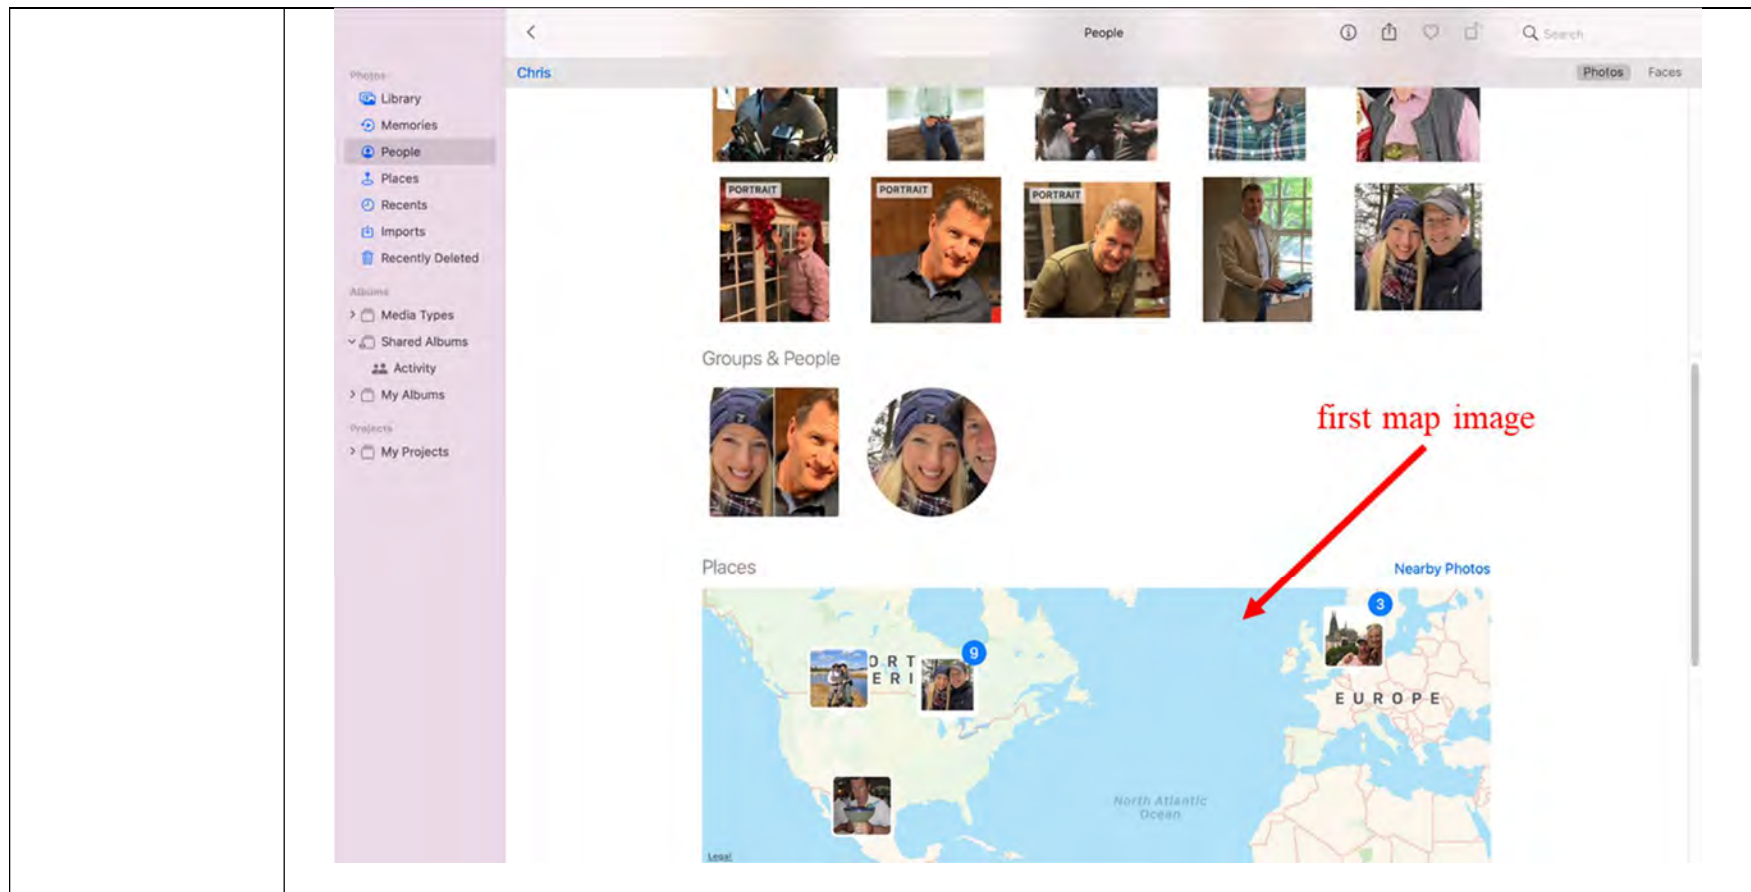 People
Search
Chris
Photos
Faces
Photos
Library
Memories
People
Places
Recents
Imports
Recently Deleted
Albums
Media Types
Shared Albums
Activity
My Albums
Projects
My Projects
PORTRAIT
PORTRAIT
PORTRAIT
Groups & People
first map image
Places
Nearby Photos
3
9
ORT
ERI
EUROPE
North Atlantic
Ocean
Legal